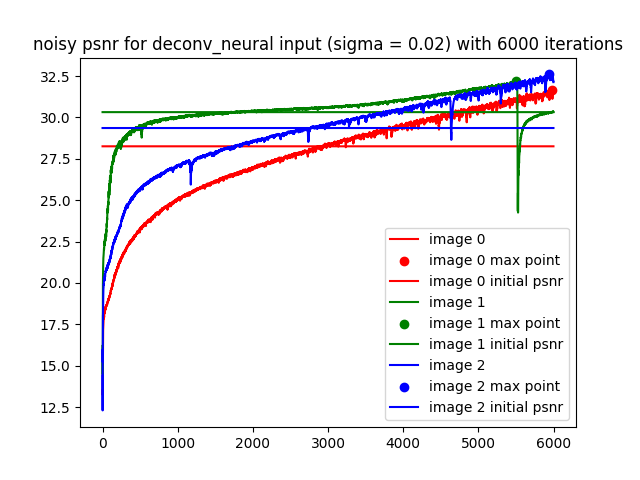 noisy psnr for deconv_neural input (sigma = 0.02) with 6000 iterations
32.5
30.0
27.5
25.0
22.5
20.0
17.5
15.0
12.5
image 0
image 0 max point
image 0 initial psnr
image 1
image 1 max point
image 1 initial psnr
image 2
image 2 max point
image 2 initial psnr
0 1000 2000 3000 4000 5000 6000